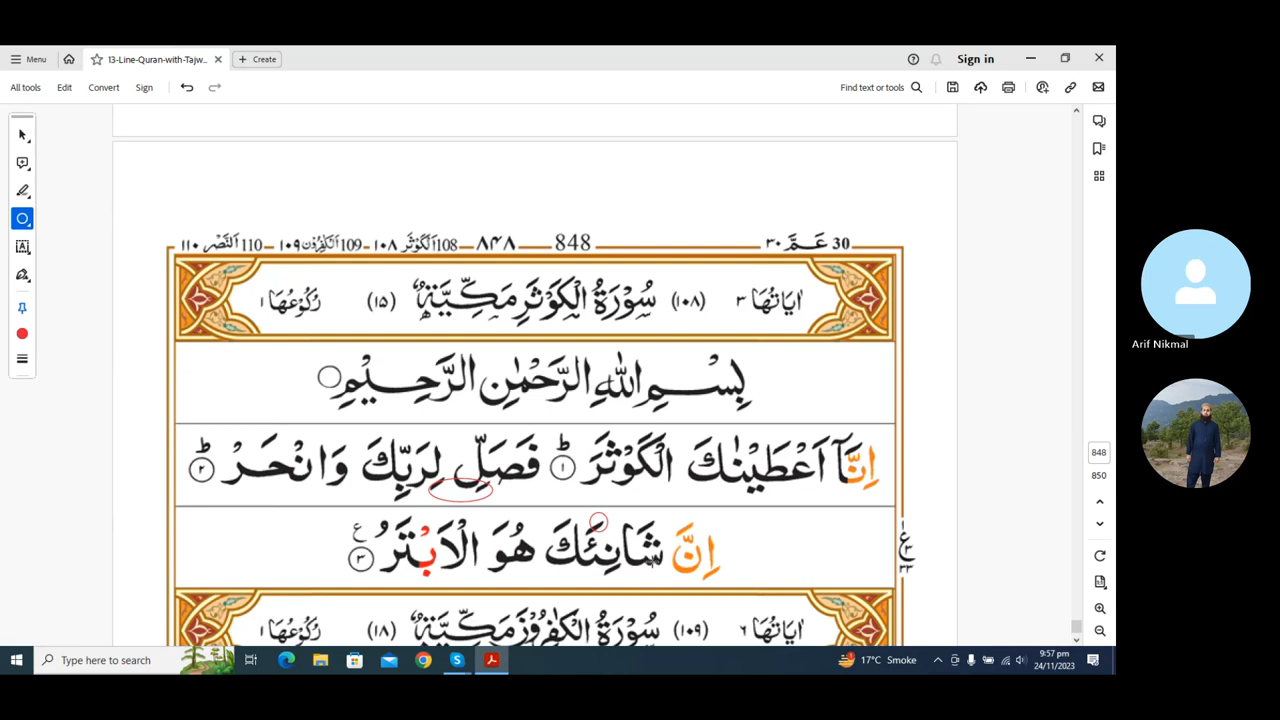 Menu
13-Line-Quran-with-Tajw...
+ Create
Sign in
All tools
Edit
Convert
Sign
Find text or tools
30 عَمَّ ٣٠
848 ٨٤٨
108 اَلْكَوْثَر ١٠٨ – 109 اَلْكٰفِرُوْن ١٠٩ – 110 اَلنَّصْر ١١٠
اٰيَاتُهَا ٣ (١٠٨) سُوْرَةُ الْكَوْثَرِ مَكِّيَّةٌ (١٥) رُكُوْعُهَا ١
بِسْمِ اللّٰهِ الرَّحْمٰنِ الرَّحِيْمِ
اِنَّاۤ اَعْطَيْنٰكَ الْكَوْثَرَ ؕ ١ فَصَلِّ لِرَبِّكَ وَانْحَرْ ؕ ٢
اِنَّ شَانِئَكَ هُوَ الْاَبْتَرُ ٣ ع
اٰيَاتُهَا ٦ (١٠٩) سُوْرَةُ الْكٰفِرُوْنَ مَكِّيَّةٌ (١٨) رُكُوْعُهَا ١
848
850
Arif Nikmal
Type here to search
17°C Smoke
9:57 pm
24/11/2023